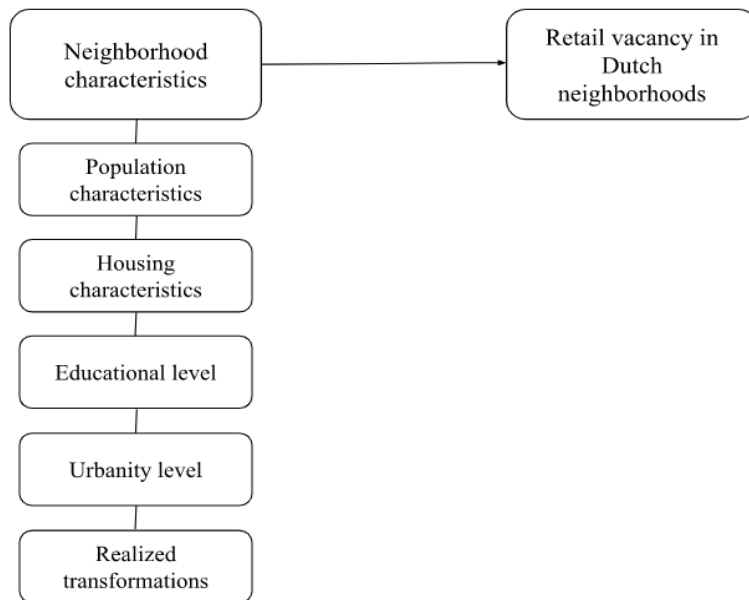 Neighborhood
characteristics
Retail vacancy in
Dutch
neighborhoods
Population
characteristics
Housing
characteristics
Educational level
Urbanity level
Realized
transformations